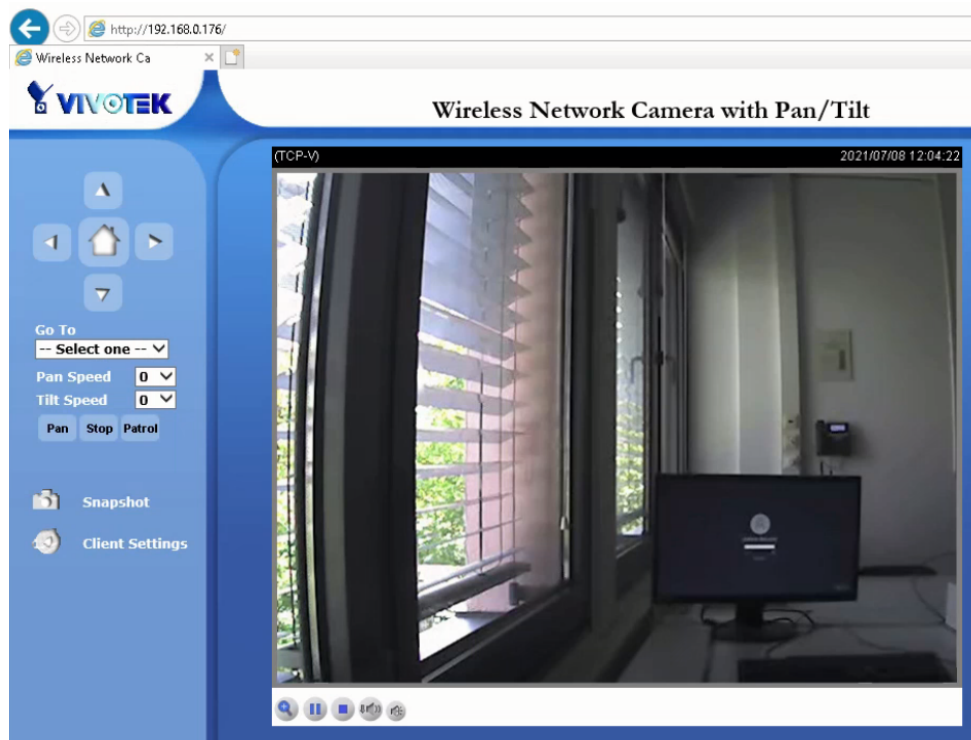 http://192.168.0.176/
Wireless Network Ca
VIVOTEK
Wireless Network Camera with Pan/Tilt
(TCP-V)
2021/07/08 12:04:22
Go To
-- Select one --
Pan Speed 0
Tilt Speed 0
Pan Stop Patrol
Snapshot
Client Settings